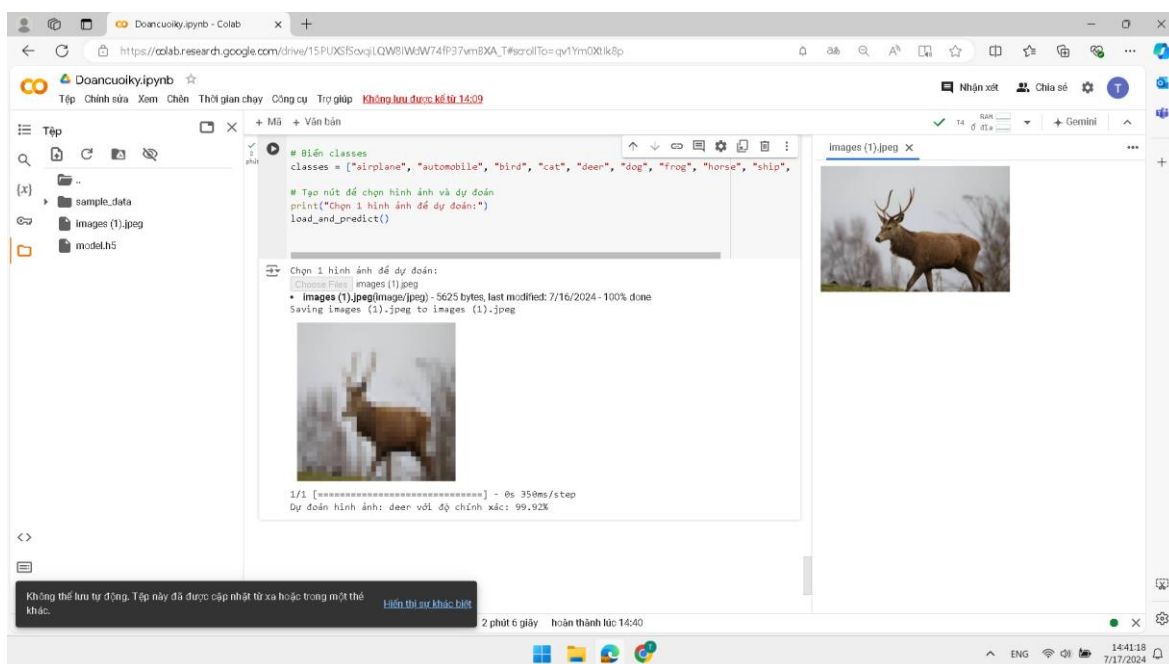 Doancuoiky.ipynb - Colab
https://colab.research.google.com/drive/15PUXSfScvqiLQW8IWdW74fP37vmBXA_T#scrollTo=qv1Ym0XtIk8p
Doancuoiky.ipynb
Tệp Chỉnh sửa Xem Chèn Thời gian chạy Công cụ Trợ giúp Không lưu được kể từ 14:09
Nhận xét Chia sẻ T
Tệp
+ Mã + Văn bản
T4 RAM Đĩa Gemini
..
sample_data
images (1).jpeg
model.h5
2 phút
# Biến classes
classes = ["airplane", "automobile", "bird", "cat", "deer", "dog", "frog", "horse", "ship",
# Tạo nút để chọn hình ảnh và dự đoán
print("Chọn 1 hình ảnh để dự đoán:")
load_and_predict()
Chọn 1 hình ảnh để dự đoán:
Choose Files images (1).jpeg
images (1).jpeg(image/jpeg) - 5625 bytes, last modified: 7/16/2024 - 100% done
Saving images (1).jpeg to images (1).jpeg
1/1 [==============================] - 0s 350ms/step
Dự đoán hình ảnh: deer với độ chính xác: 99.92%
images (1).jpeg
Không thể lưu tự động. Tệp này đã được cập nhật từ xa hoặc trong một thẻ
khác.
Hiển thị sự khác biệt
2 phút 6 giây hoàn thành lúc 14:40
ENG
14:41:18
7/17/2024